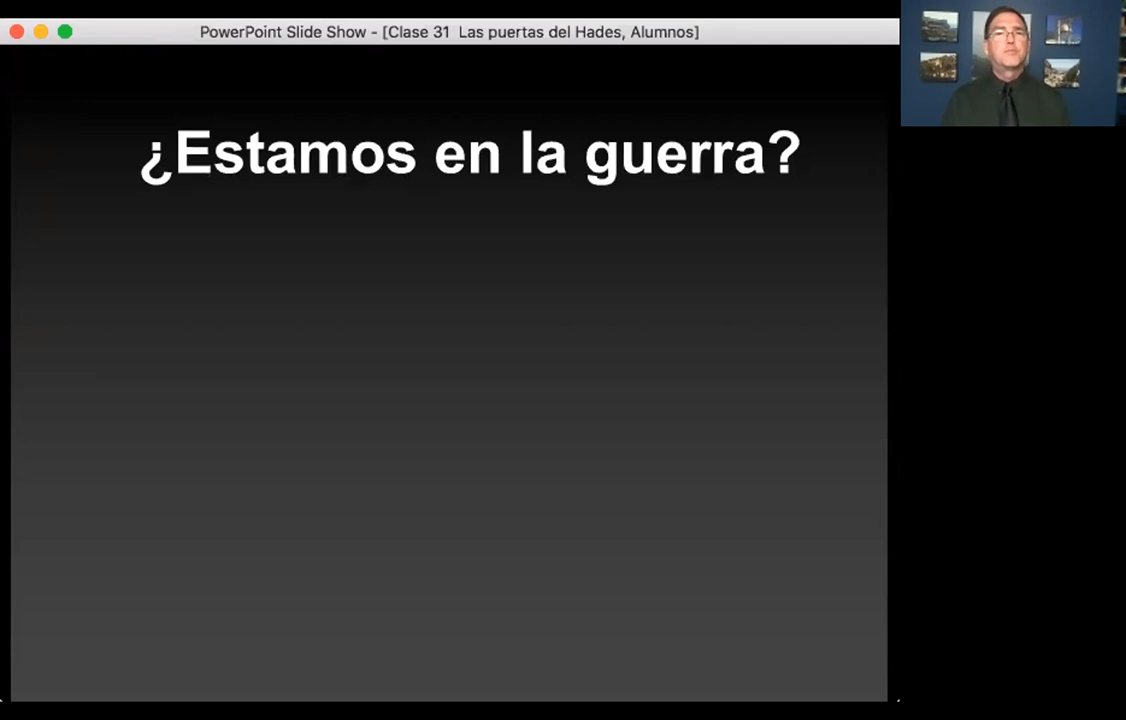 PowerPoint Slide Show - [Clase 31  Las puertas del Hades, Alumnos]
¿Estamos en la guerra?